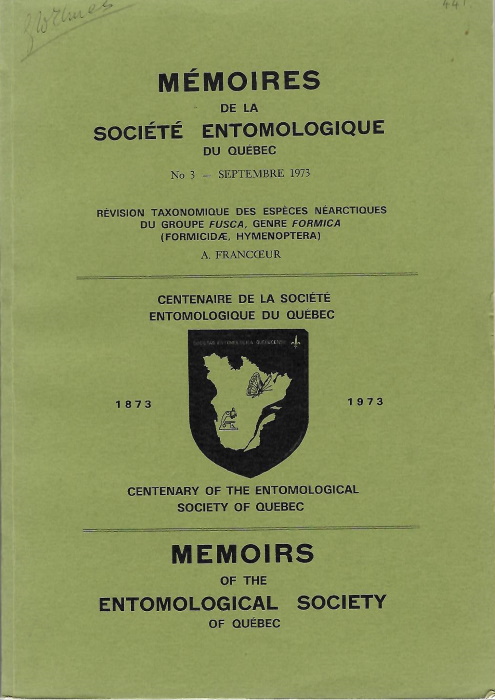 MÉMOIRES
DE LA
SOCIÉTÉ ENTOMOLOGIQUE
DU QUÉBEC
No 3 — SEPTEMBRE 1973
RÉVISION TAXONOMIQUE DES ESPÈCES NÉARCTIQUES
DU GROUPE FUSCA, GENRE FORMICA
(FORMICIDÆ, HYMENOPTERA)
A. FRANCŒUR
CENTENAIRE DE LA SOCIÉTÉ
ENTOMOLOGIQUE DU QUÉBEC
1873
1973
CENTENARY OF THE ENTOMOLOGICAL
SOCIETY OF QUEBEC
MEMOIRS
OF THE
ENTOMOLOGICAL SOCIETY
OF QUÉBEC